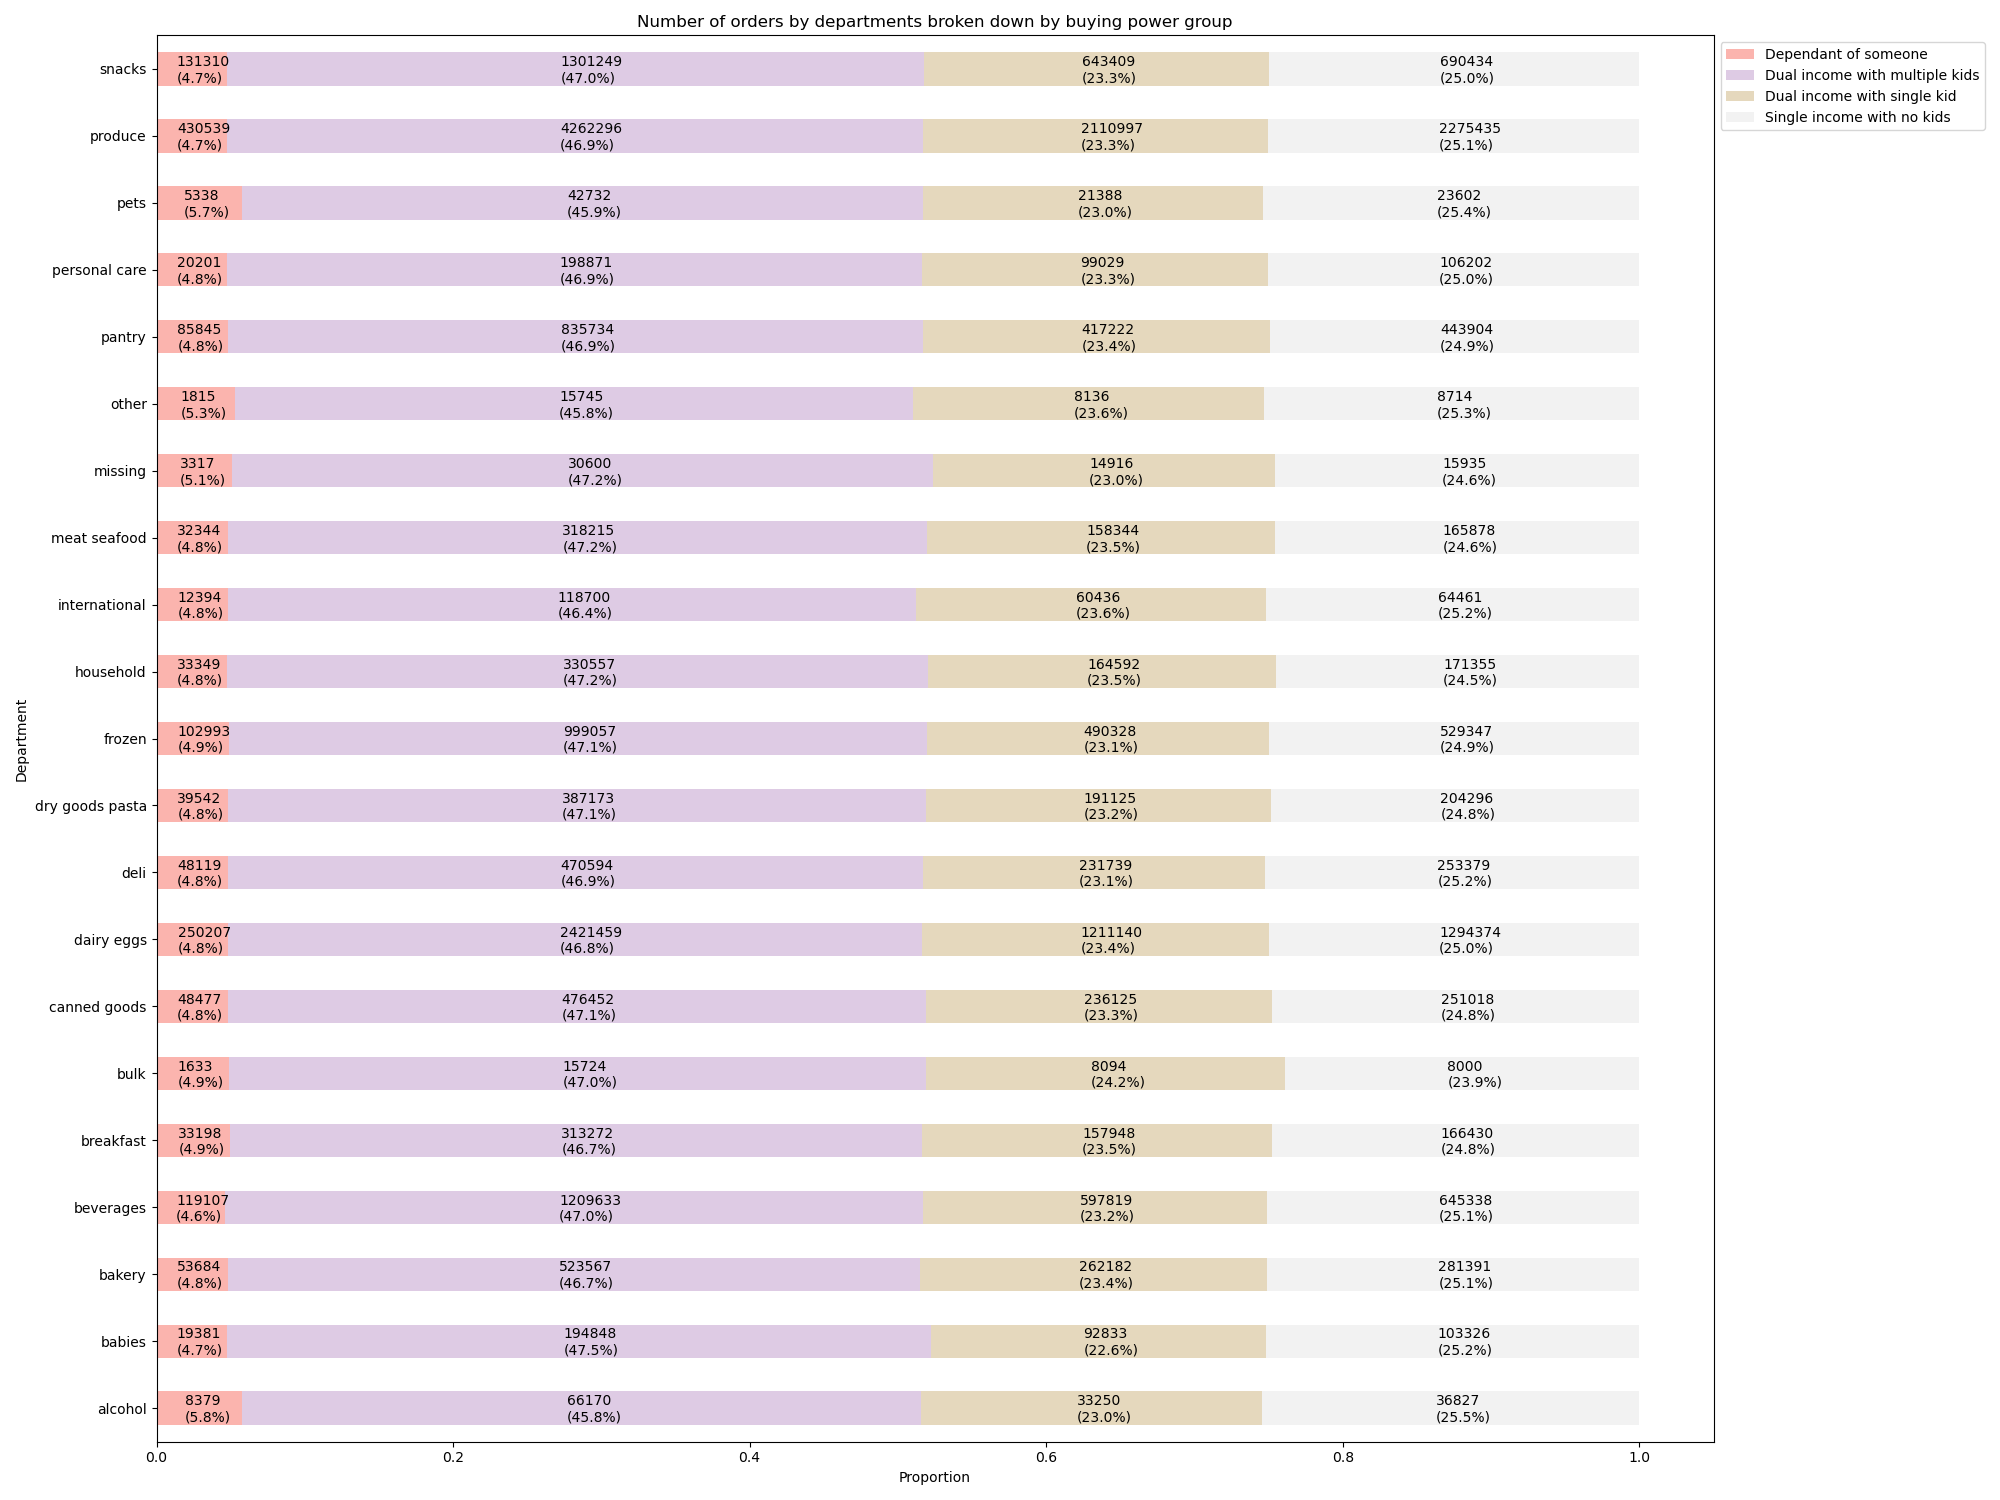 Number of orders by departments broken down by buying power group
Dependant of someone
Dual income with multiple kids
Dual income with single kid
Single income with no kids
snacks
131310 1301249 643409 690434
(4.7%) (47.0%) (23.3%) (25.0%)
produce
430539 4262296 2110997 2275435
(4.7%) (46.9%) (23.3%) (25.1%)
pets
5338 42732 21388 23602
(5.7%) (45.9%) (23.0%) (25.4%)
personal care
20201 198871 99029 106202
(4.8%) (46.9%) (23.3%) (25.0%)
pantry
85845 835734 417222 443904
(4.8%) (46.9%) (23.4%) (24.9%)
other
1815 15745 8136 8714
(5.3%) (45.8%) (23.6%) (25.3%)
missing
3317 30600 14916 15935
(5.1%) (47.2%) (23.0%) (24.6%)
meat seafood
32344 318215 158344 165878
(4.8%) (47.2%) (23.5%) (24.6%)
international
12394 118700 60436 64461
(4.8%) (46.4%) (23.6%) (25.2%)
household
33349 330557 164592 171355
(4.8%) (47.2%) (23.5%) (24.5%)
frozen
102993 999057 490328 529347
(4.9%) (47.1%) (23.1%) (24.9%)
dry goods pasta
39542 387173 191125 204296
(4.8%) (47.1%) (23.2%) (24.8%)
deli
48119 470594 231739 253379
(4.8%) (46.9%) (23.1%) (25.2%)
dairy eggs
250207 2421459 1211140 1294374
(4.8%) (46.8%) (23.4%) (25.0%)
canned goods
48477 476452 236125 251018
(4.8%) (47.1%) (23.3%) (24.8%)
bulk
1633 15724 8094 8000
(4.9%) (47.0%) (24.2%) (23.9%)
breakfast
33198 313272 157948 166430
(4.9%) (46.7%) (23.5%) (24.8%)
beverages
119107 1209633 597819 645338
(4.6%) (47.0%) (23.2%) (25.1%)
bakery
53684 523567 262182 281391
(4.8%) (46.7%) (23.4%) (25.1%)
babies
19381 194848 92833 103326
(4.7%) (47.5%) (22.6%) (25.2%)
alcohol
8379 66170 33250 36827
(5.8%) (45.8%) (23.0%) (25.5%)
Department
0.0 0.2 0.4 0.6 0.8 1.0
Proportion